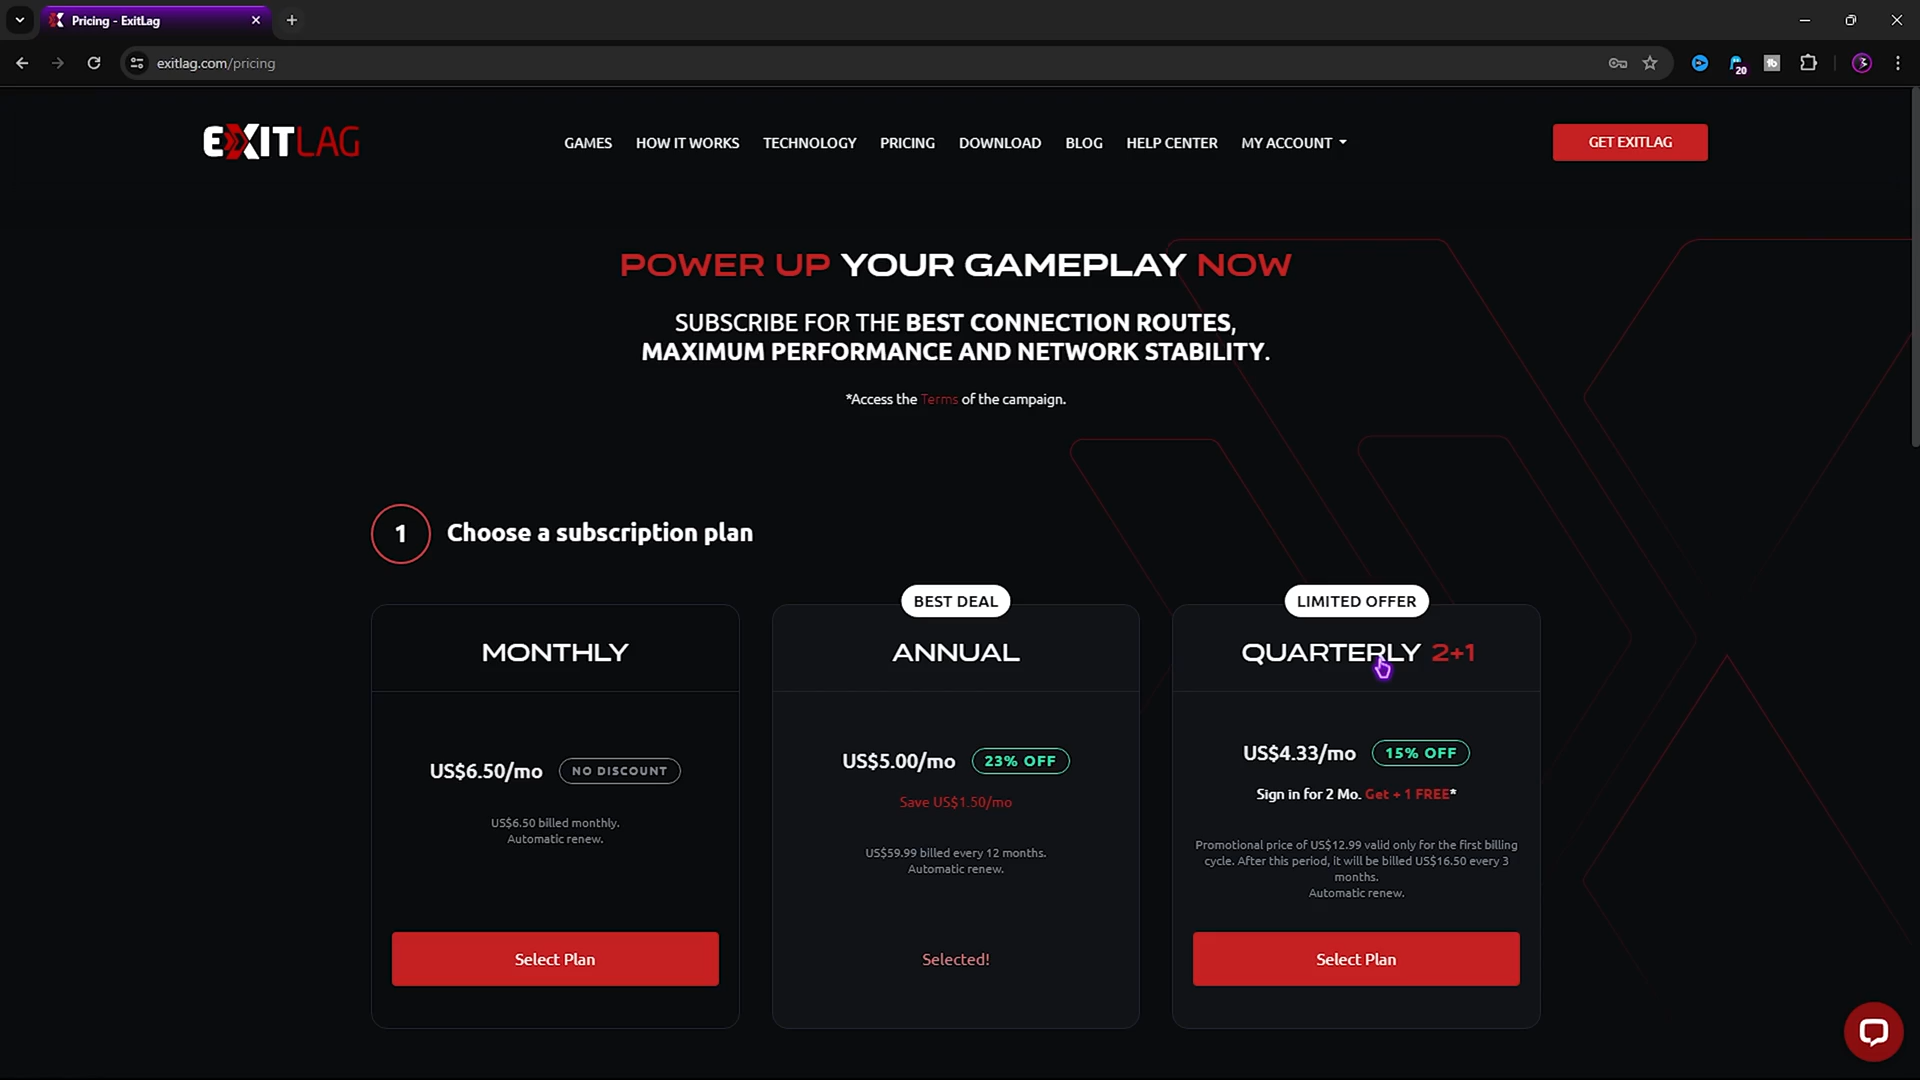 Pricing - ExitLag
exitlag.com/pricing
20
EXITLAG
GAMES
HOW IT WORKS
TECHNOLOGY
PRICING
DOWNLOAD
BLOG
HELP CENTER
MY ACCOUNT
GET EXITLAG
POWER UP YOUR GAMEPLAY NOW
SUBSCRIBE FOR THE BEST CONNECTION ROUTES,
MAXIMUM PERFORMANCE AND NETWORK STABILITY.
*Access the Terms of the campaign.
1
Choose a subscription plan
MONTHLY
US$6.50/mo
NO DISCOUNT
US$6.50 billed monthly.
Automatic renew.
Select Plan
BEST DEAL
ANNUAL
US$5.00/mo
23% OFF
Save US$1.50/mo
US$59.99 billed every 12 months.
Automatic renew.
Selected!
LIMITED OFFER
QUARTERLY 2+1
US$4.33/mo
15% OFF
Sign in for 2 Mo. Get + 1 FREE*
Promotional price of US$12.99 valid only for the first billing
cycle. After this period, it will be billed US$16.50 every 3
months.
Automatic renew.
Select Plan